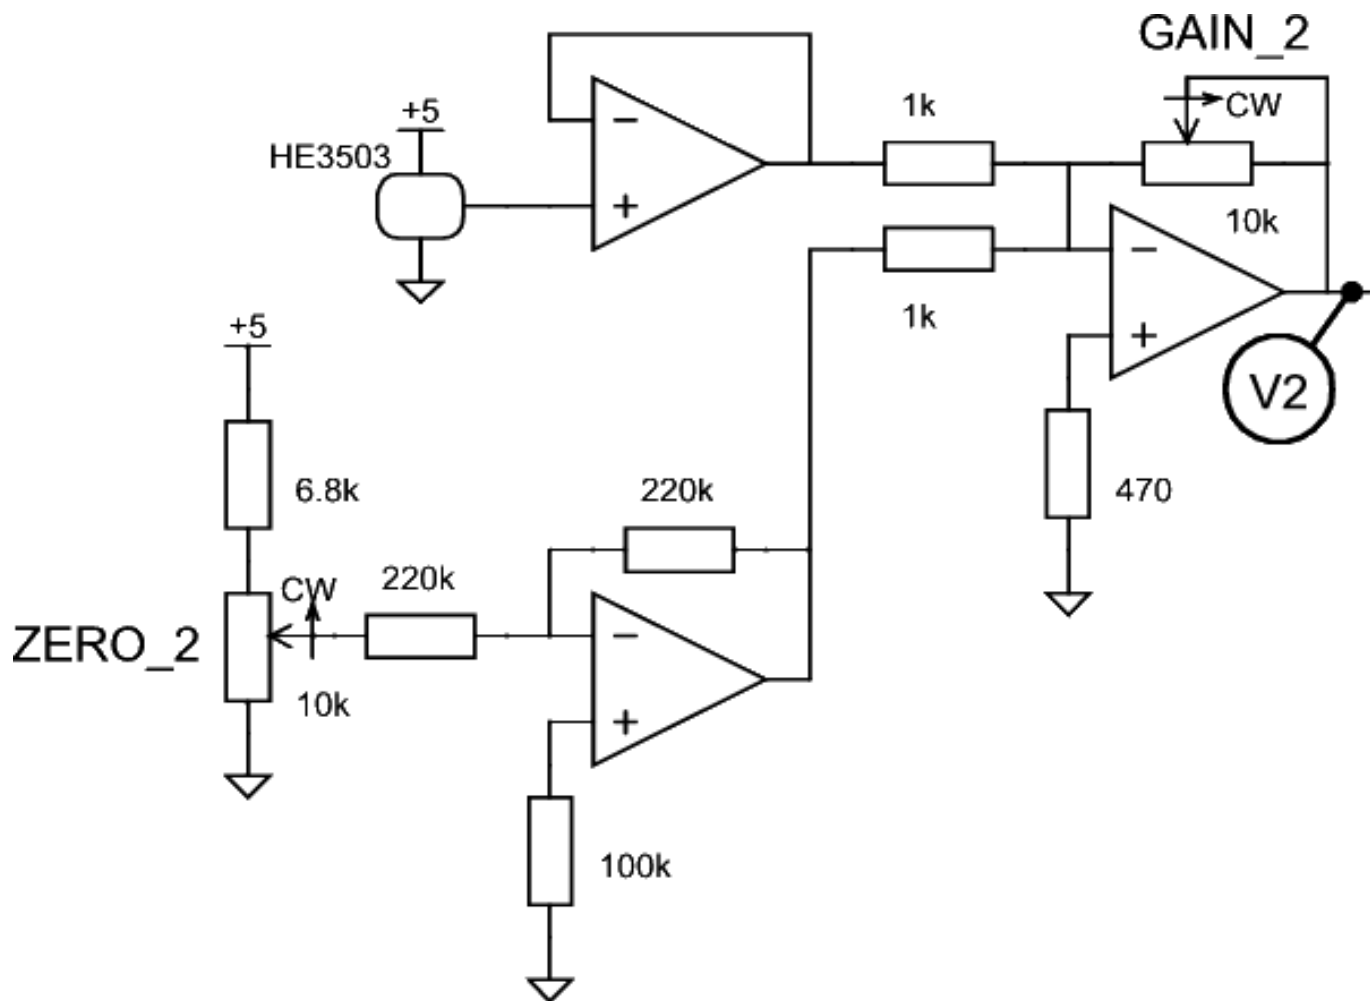 GAIN_2
1k
CW
+5
HE3503
−
+
10k
−
+
1k
V2
+5
6.8k
220k
470
CW
220k
ZERO_2
−
10k
+
100k